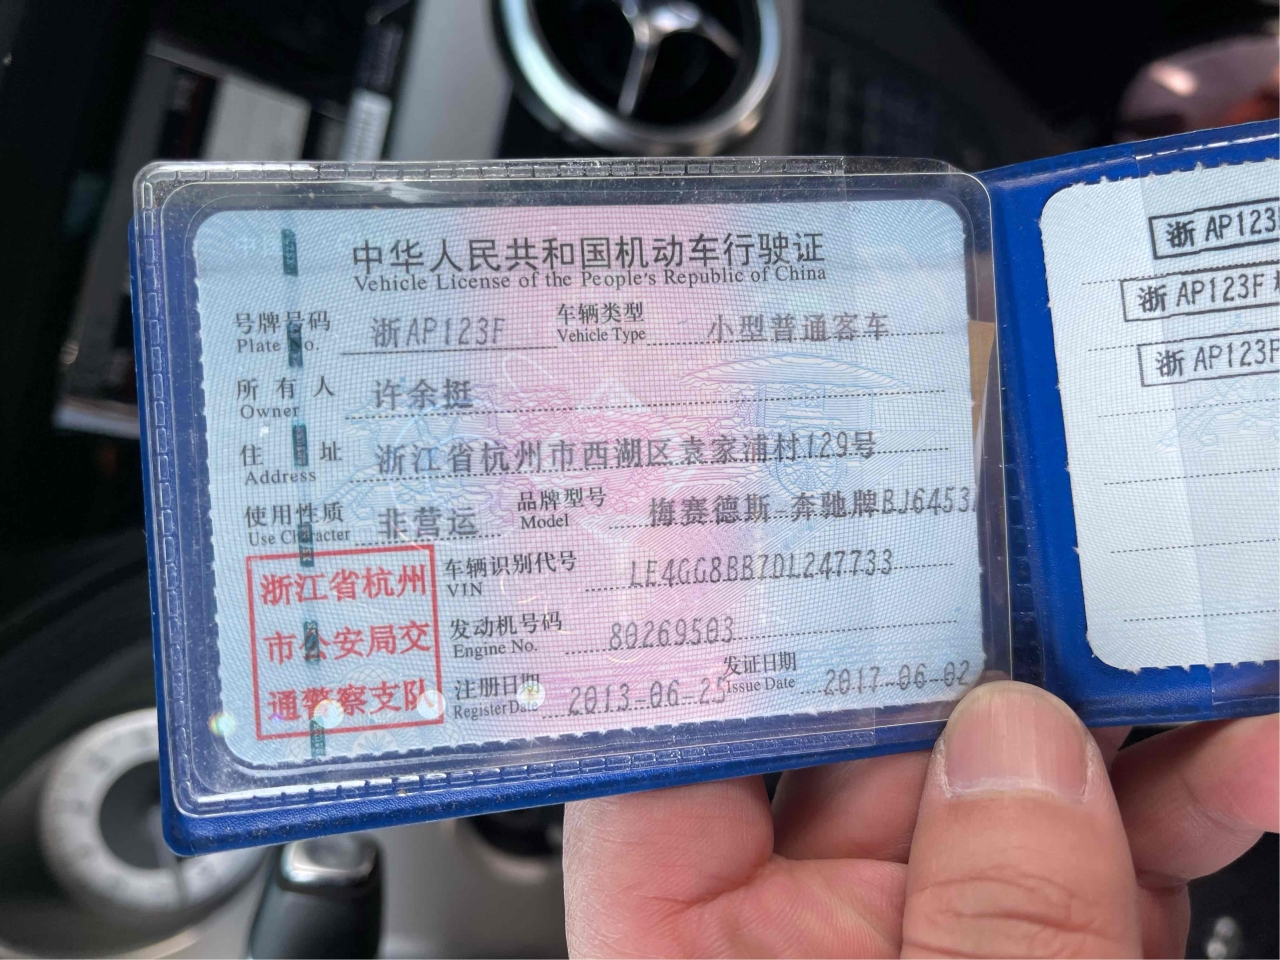 中华人民共和国机动车行驶证
Vehicle License of the People's Republic of China
号牌号码 浙AP123F 车辆类型 小型普通客车
Plate No. Vehicle Type
所有人 许余挺
Owner
住址 浙江省杭州市西湖区袁家浦村129号
Address
使用性质 非营运 品牌型号 梅赛德斯-奔驰牌BJ6453
Use Character Model
浙江省杭州
市公安局交
通警察支队
车辆识别代号 LE4GG8BB7DL247733
VIN
发动机号码 80269503
Engine No.
注册日期 2013-06-25 发证日期 2017-06-02
Register Date Issue Date
浙AP123
浙AP123F
浙AP123F